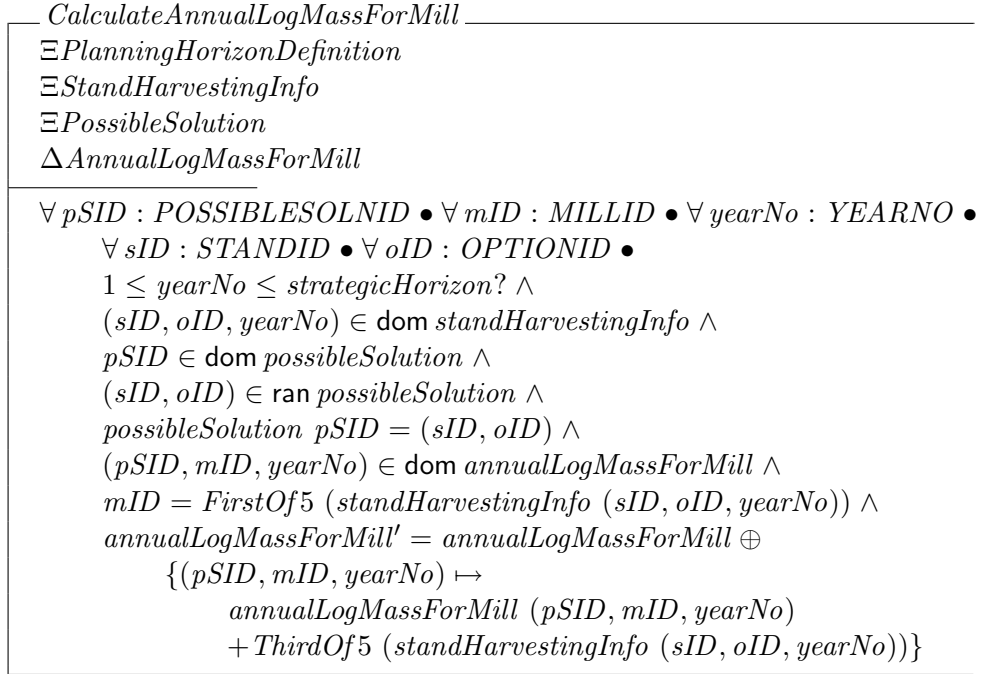 CalculateAnnualLogMassForMill
ΞPlanningHorizonDefinition
ΞStandHarvestingInfo
ΞPossibleSolution
ΔAnnualLogMassForMill
∀ pSID : POSSIBLESOLNID • ∀ mID : MILLID • ∀ yearNo : YEARNO •
∀ sID : STANDID • ∀ oID : OPTIONID •
1 ≤ yearNo ≤ strategicHorizon? ∧
(sID, oID, yearNo) ∈ dom standHarvestingInfo ∧
pSID ∈ dom possibleSolution ∧
(sID, oID) ∈ ran possibleSolution ∧
possibleSolution pSID = (sID, oID) ∧
(pSID, mID, yearNo) ∈ dom annualLogMassForMill ∧
mID = FirstOf5 (standHarvestingInfo (sID, oID, yearNo)) ∧
annualLogMassForMill′ = annualLogMassForMill ⊕
{(pSID, mID, yearNo) ↦
annualLogMassForMill (pSID, mID, yearNo)
+ThirdOf5 (standHarvestingInfo (sID, oID, yearNo))}